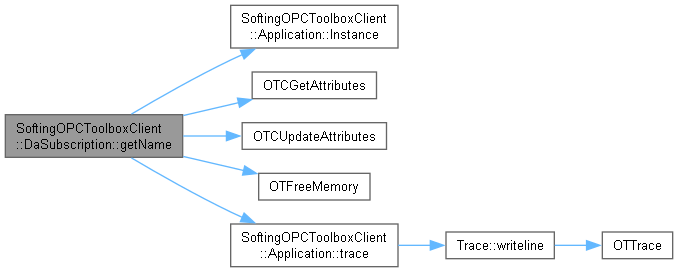 SoftingOPCToolboxClient
::DaSubscription::getName
SoftingOPCToolboxClient
::Application::Instance
OTCGetAttributes
OTCUpdateAttributes
OTFreeMemory
SoftingOPCToolboxClient
::Application::trace
Trace::writeline
OTTrace